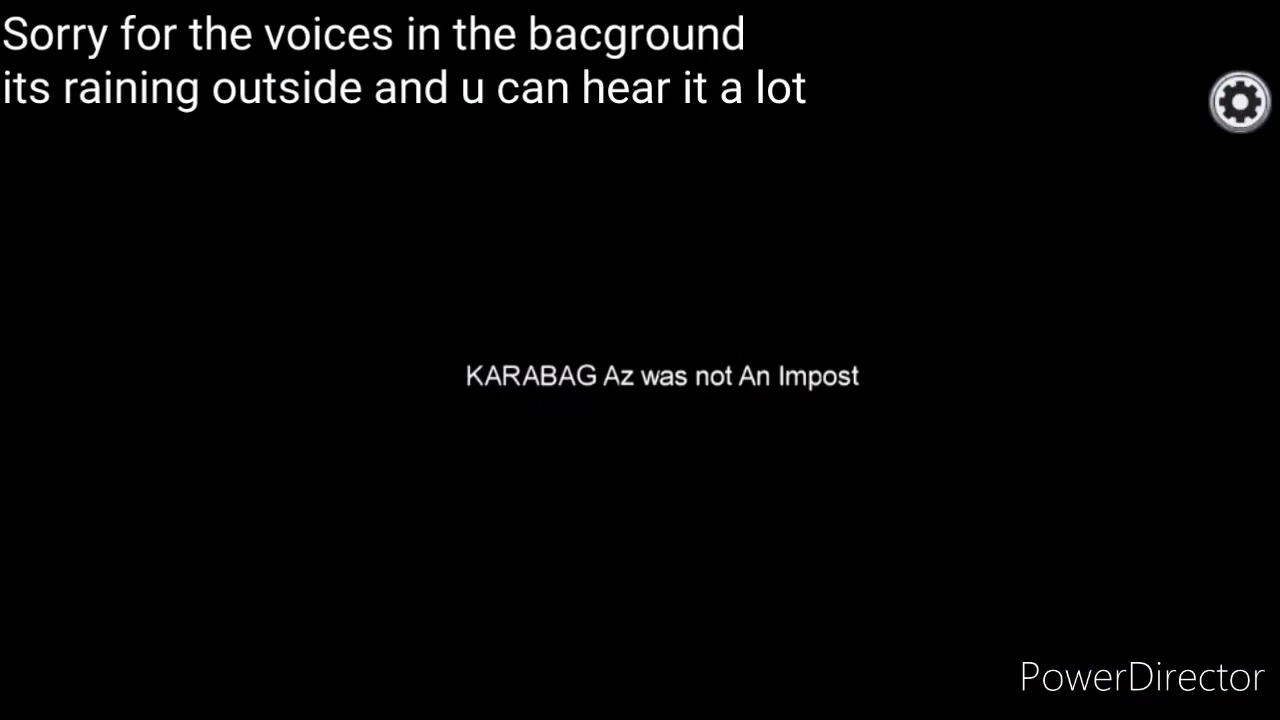 Sorry for the voices in the bacground
its raining outside and u can hear it a lot
KARABAG Az was not An Impost
PowerDirector